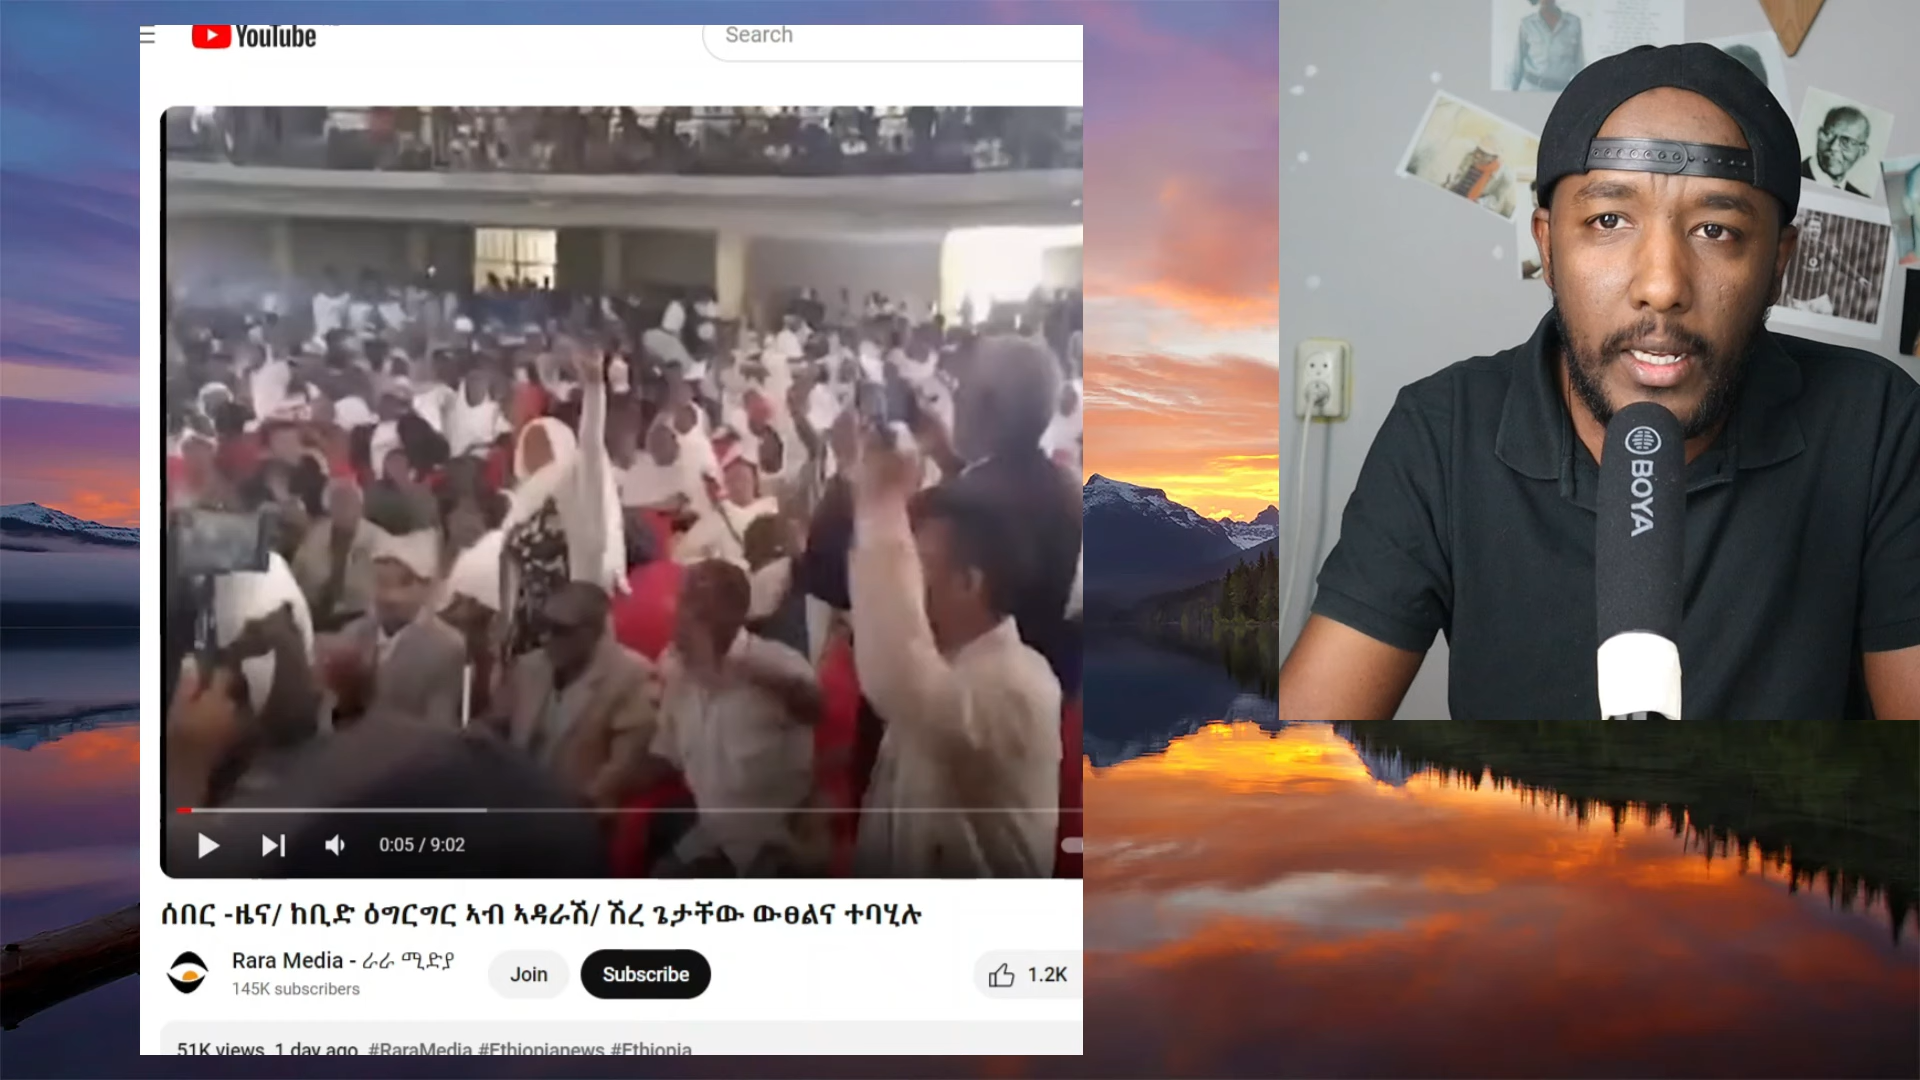 YouTube
Search
0:05 / 9:02
ሰበር -ዜና/ ከቢድ ዕግርግር ኣብ ኣዳራሽ/ ሽረ ጌታቸው ውፀልና ተባሂሉ
Rara Media - ራራ ሚድያ
145K subscribers
Join
Subscribe
1.2K
51K views 1 day ago #RaraMedia #Ethiopianews #Ethiopia
BOYA